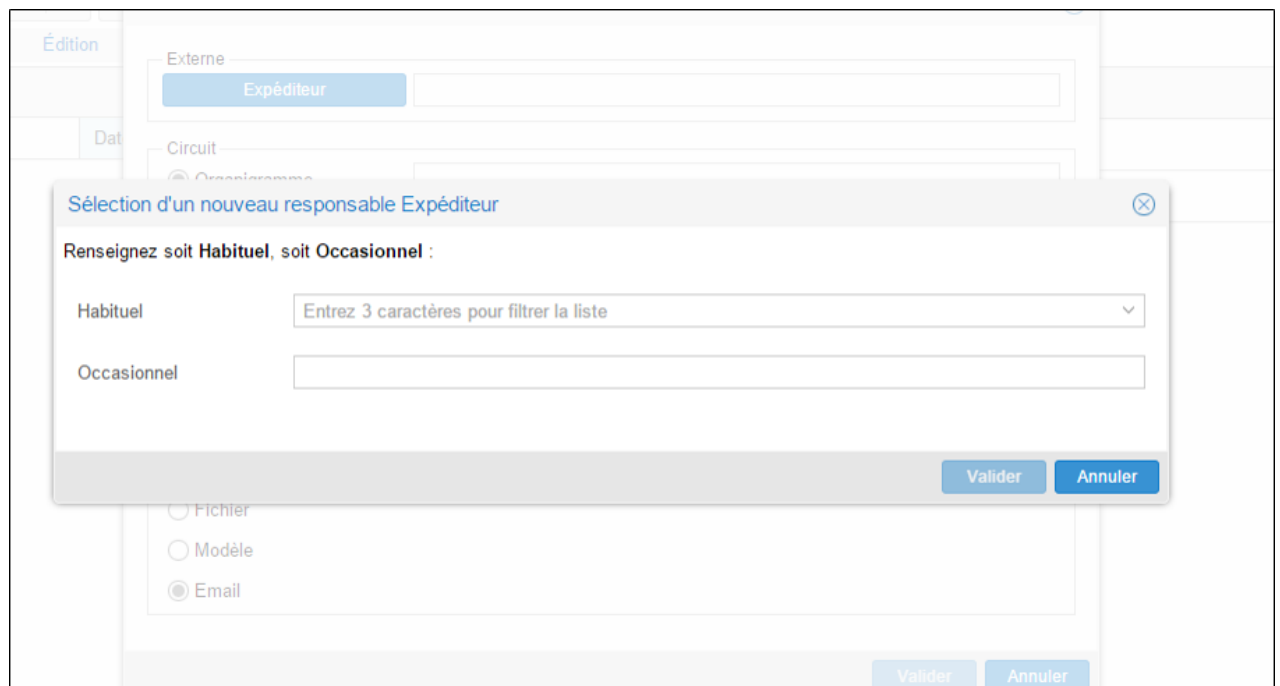 Édition
Externe
Expéditeur
Dat
Circuit
Organigramme
Sélection d'un nouveau responsable Expéditeur
Renseignez soit Habituel, soit Occasionnel :
Habituel Entrez 3 caractères pour filtrer la liste
Occasionnel
Valider Annuler
Fichier
Modèle
Email
Valider Annuler